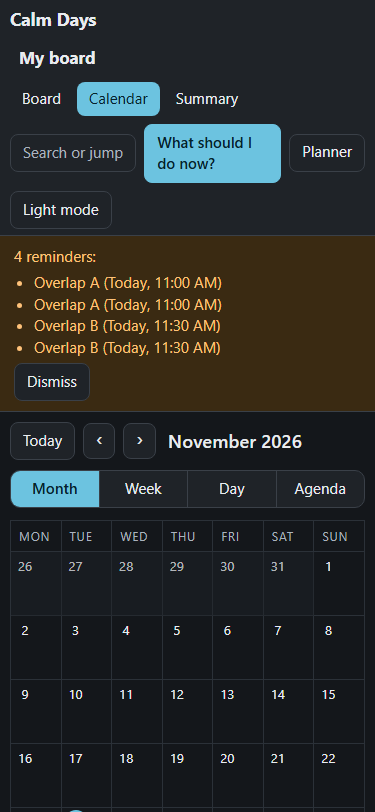 Calm Days
My board
Board Calendar Summary
Search or jump
What should I
do now?
Planner
Light mode
4 reminders:
• Overlap A (Today, 11:00 AM)
• Overlap A (Today, 11:00 AM)
• Overlap B (Today, 11:30 AM)
• Overlap B (Today, 11:30 AM)
Dismiss
Today ‹ › November 2026
Month Week Day Agenda
MON TUE WED THU FRI SAT SUN
26 27 28 29 30 31 1
2 3 4 5 6 7 8
9 10 11 12 13 14 15
16 17 18 19 20 21 22